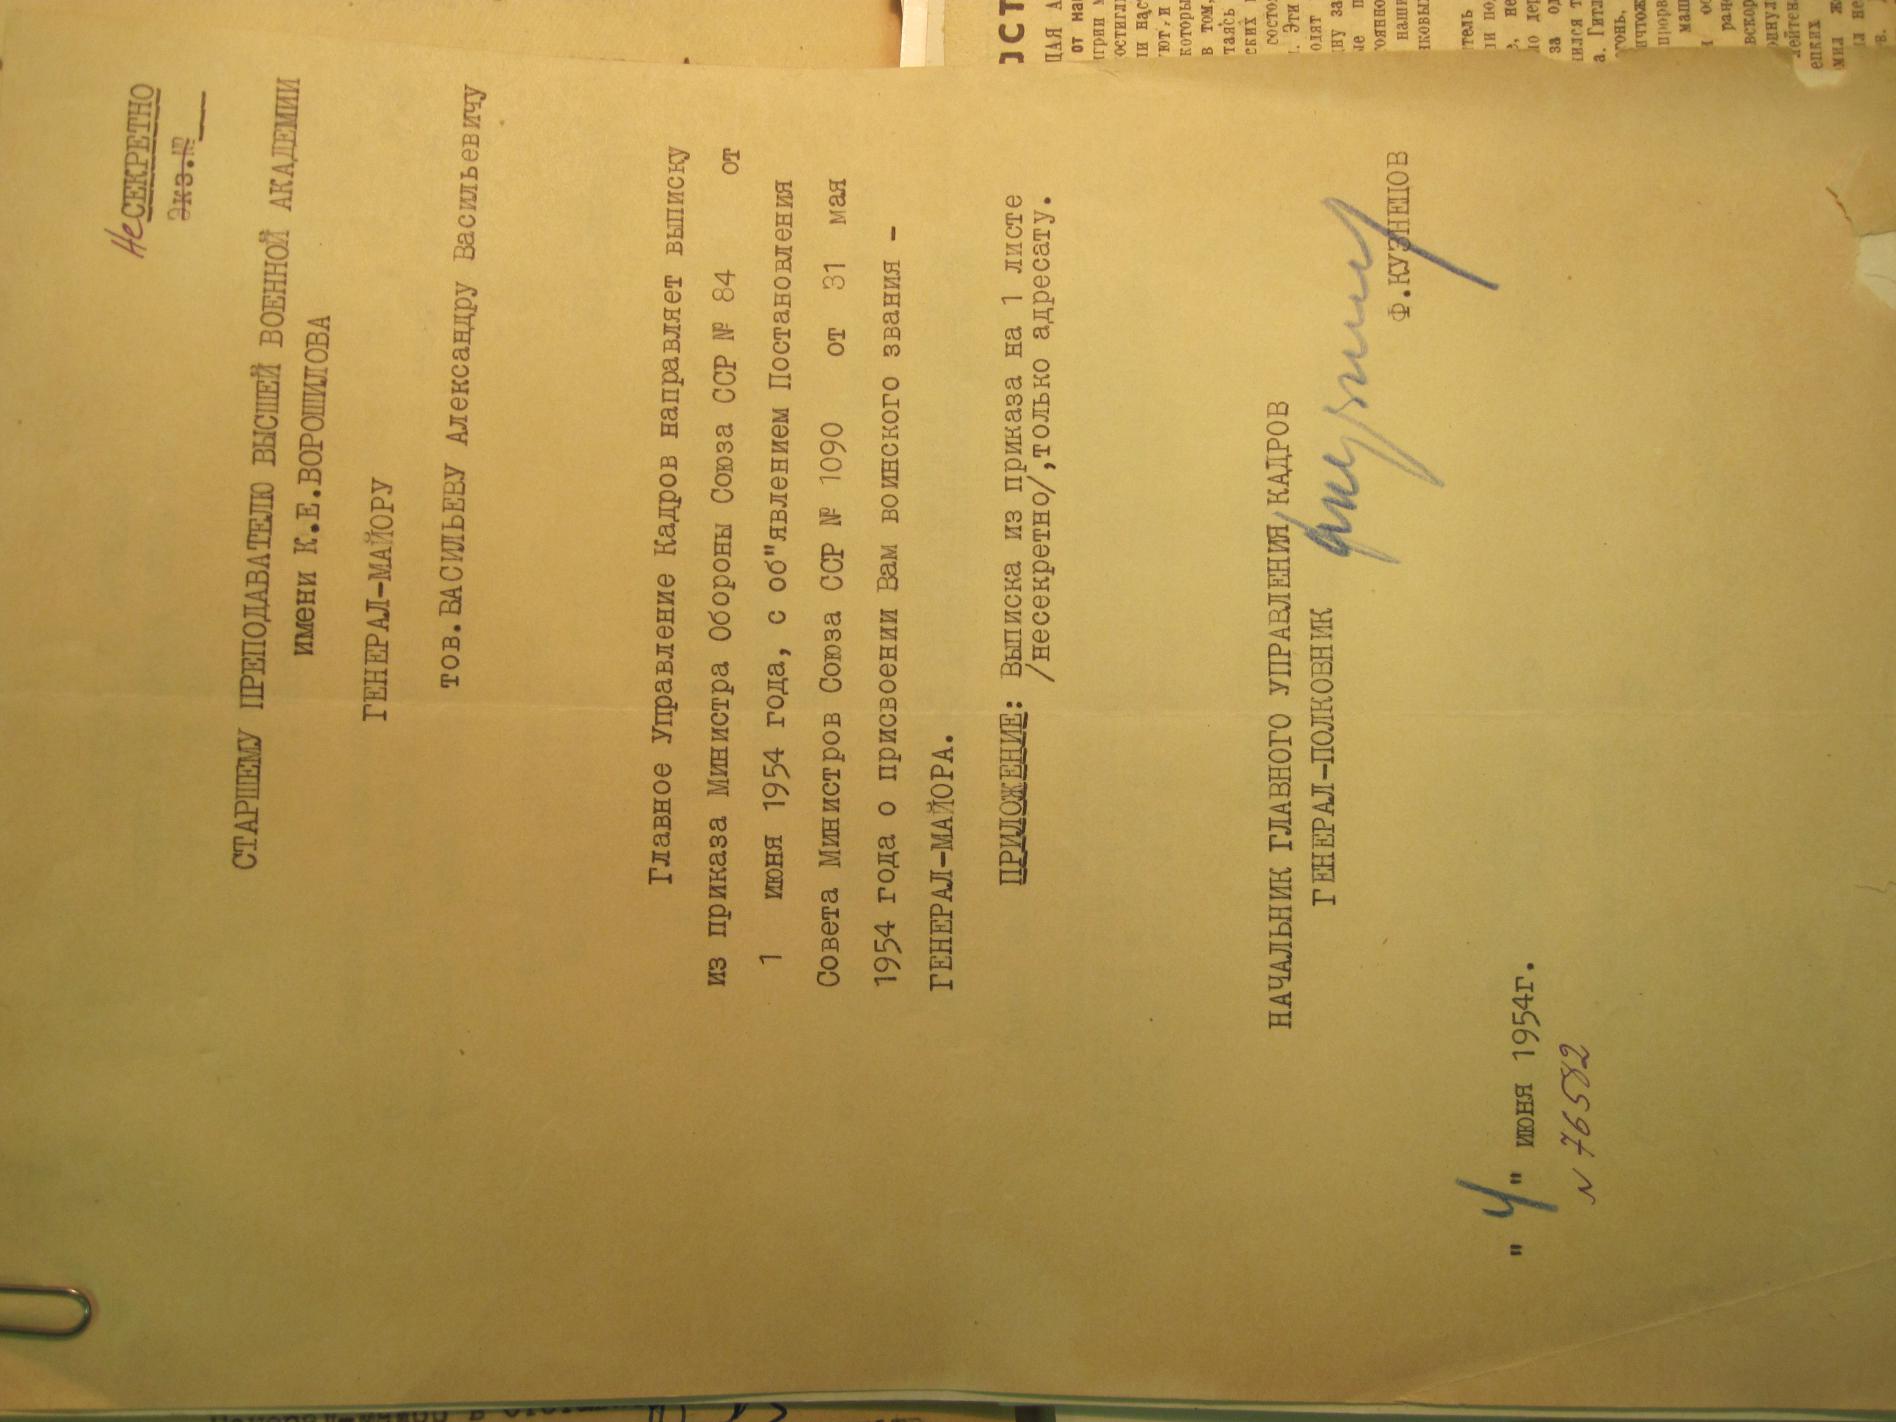 НеСЕКРЕТНО
Экз.№___
СТАРШЕМУ ПРЕПОДАВАТЕЛЮ ВЫСШЕЙ ВОЕННОЙ АКАДЕМИИ
имени К.Е.ВОРОШИЛОВА
ГЕНЕРАЛ-МАЙОРУ
тов.ВАСИЛЬЕВУ Александру Васильевичу
Главное Управление Кадров направляет выписку
из приказа Министра Обороны Союза ССР № 84 от
1 июня 1954 года, с об"явлением Постановления
Совета Министров Союза ССР № 1090 от 31 мая
1954 года о присвоении Вам воинского звания -
ГЕНЕРАЛ-МАЙОРА.
ПРИЛОЖЕНИЕ: Выписка из приказа на 1 листе
/несекретно/,только адресату.
НАЧАЛЬНИК ГЛАВНОГО УПРАВЛЕНИЯ КАДРОВ
ГЕНЕРАЛ-ПОЛКОВНИК
Ф.КУЗНЕЦОВ
"4" июня 1954г.
N 76582